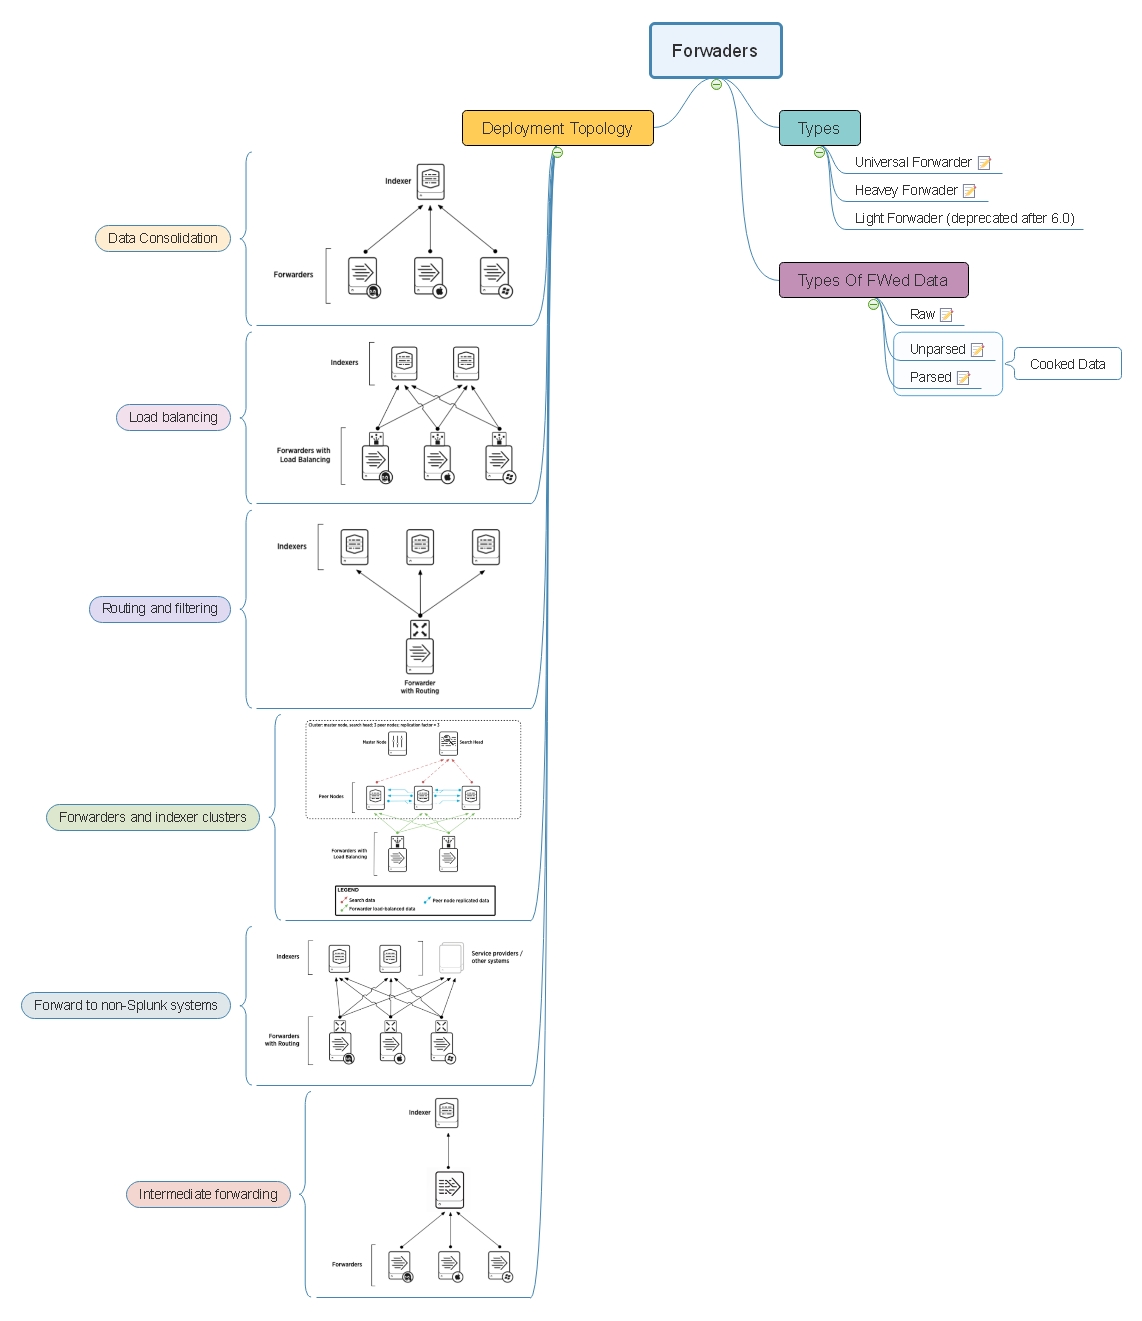 Forwaders
Deployment Topology
Types
Universal Forwarder
Heavey Forwader
Light Forwader (deprecated after 6.0)
Types Of FWed Data
Raw
Unparsed
Parsed
Cooked Data
Data Consolidation
Indexer
Forwarders
Load balancing
Indexers
Forwarders with
Load Balancing
Routing and filtering
Indexers
Forwarder
with Routing
Forwarders and indexer clusters
Cluster: master node, search head; 3 peer nodes; replication factor = 3
Master Node
Search Head
Peer Nodes
Forwarders with
Load Balancing
LEGEND
Search data
Peer node replicated data
Forwarder load-balanced data
Forward to non-Splunk systems
Indexers
Service providers /
other systems
Forwarders
with Routing
Intermediate forwarding
Indexer
Forwarders